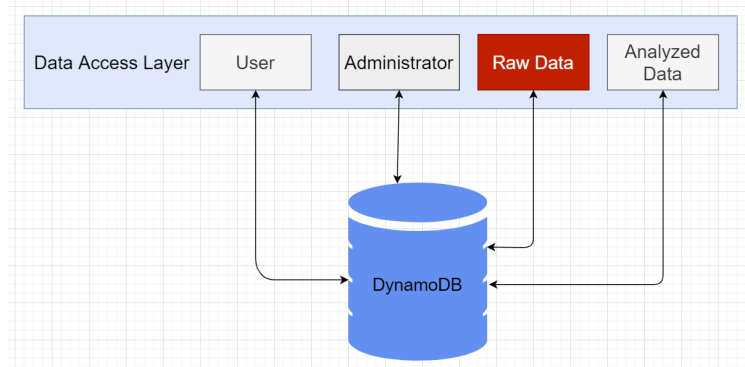 Data Access Layer
User
Administrator
Raw Data
Analyzed
Data
DynamoDB